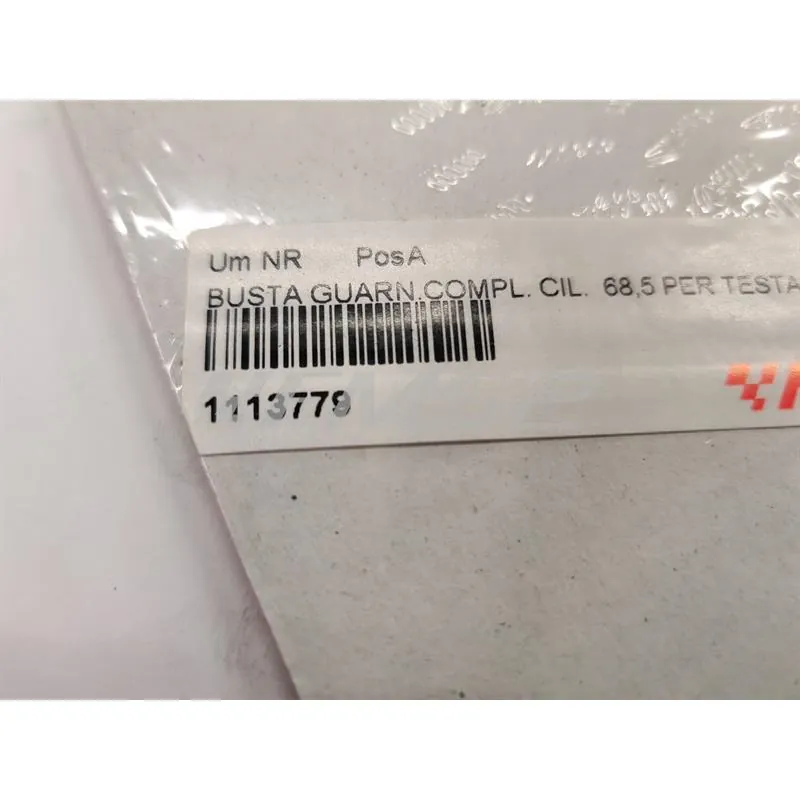 Um NR PosA
BUSTA GUARN.COMPL. CIL. 68,5 PER TESTA
1113779